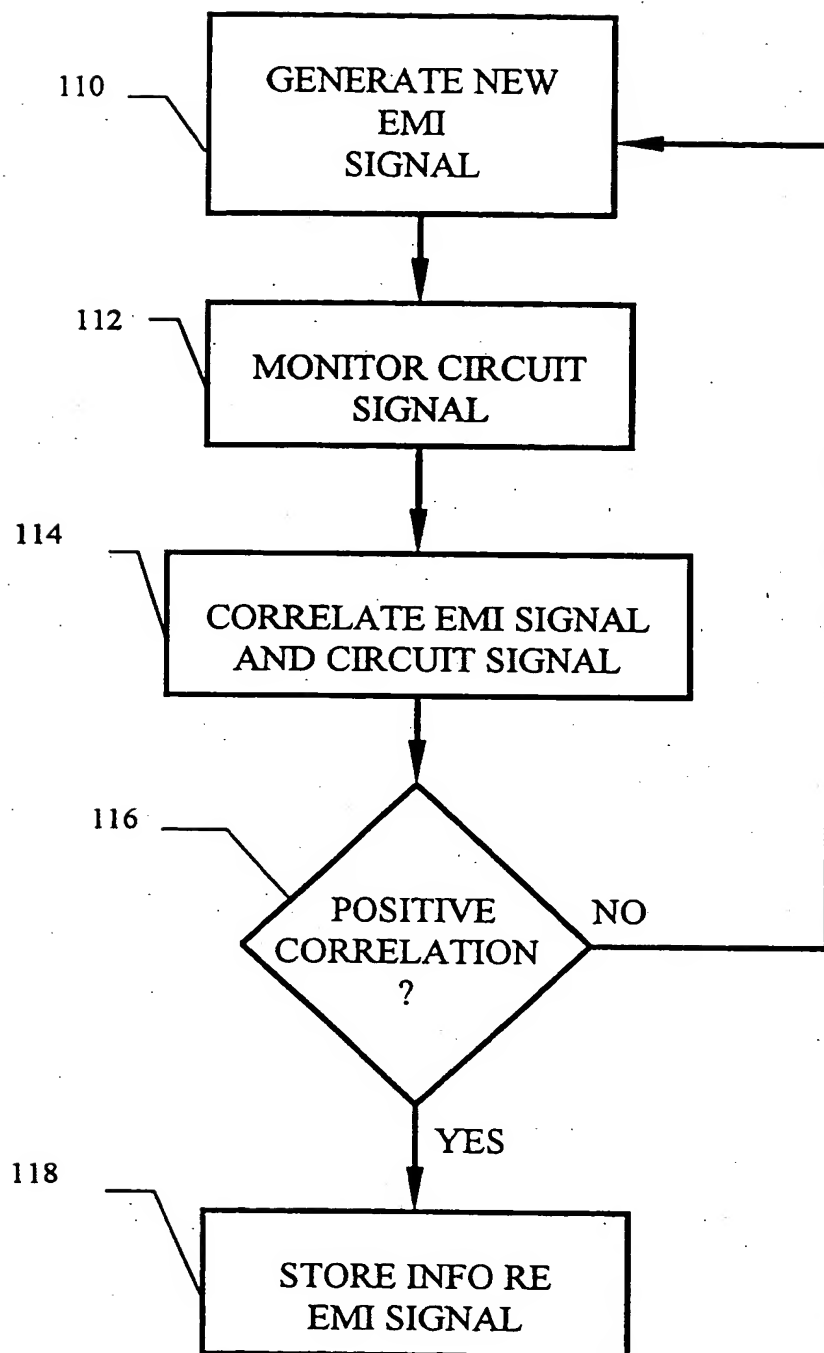 110
GENERATE NEW
EMI
SIGNAL
112
MONITOR CIRCUIT
SIGNAL
114
CORRELATE EMI SIGNAL
AND CIRCUIT SIGNAL
116
POSITIVE
CORRELATION
?
NO
YES
118
STORE INFO RE
EMI SIGNAL